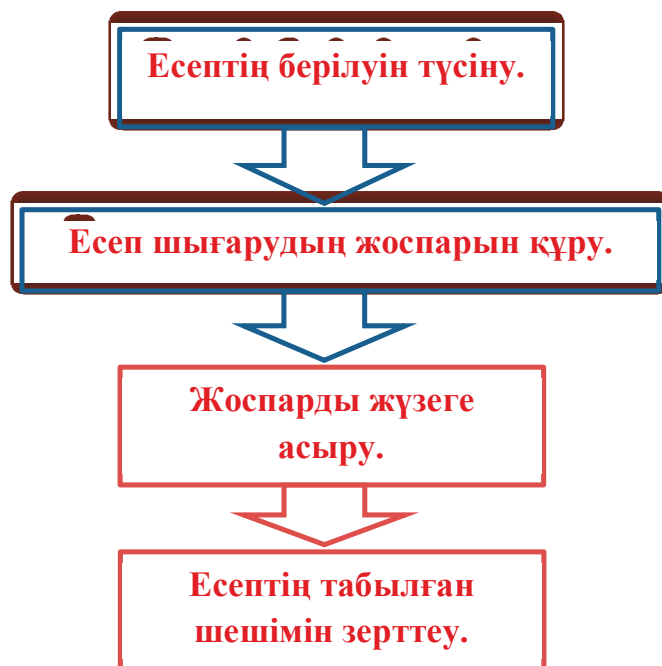 Есептің берілуін түсіну.
Есеп шығарудың жоспарын құру.
Жоспарды жүзеге
асыру.
Есептің табылған
шешімін зерттеу.